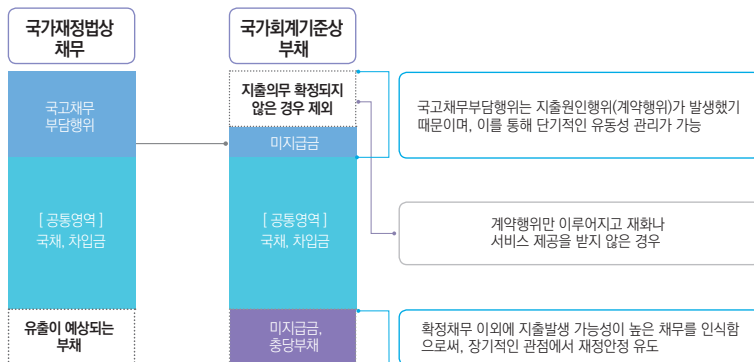 국가재정법상
채무
국가회계기준상
부채
국고채무
부담행위
지출의무 확정되지
않은 경우 제외
미지급금
[ 공통영역 ]
국채, 차입금
[ 공통영역 ]
국채, 차입금
유출이 예상되는
부채
미지급금,
충당부채
국고채무부담행위는 지출원인행위(계약행위)가 발생했기
때문이며, 이를 통해 단기적인 유동성 관리가 가능
계약행위만 이루어지고 재화나
서비스 제공을 받지 않은 경우
확정채무 이외에 지출발생 가능성이 높은 채무를 인식함
으로써, 장기적인 관점에서 재정안정 유도